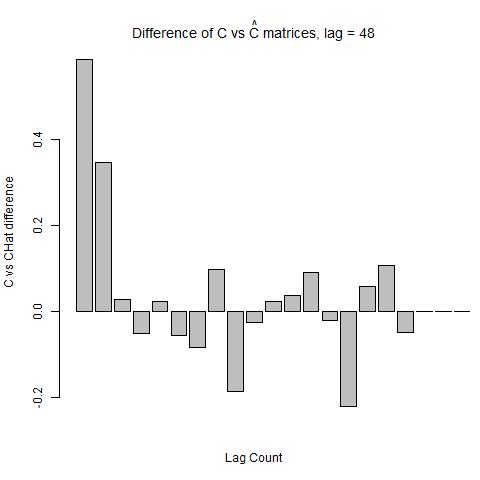 Difference of C vs Ĉ matrices, lag = 48
C vs CHat difference
0.4
0.2
0.0
-0.2
Lag Count